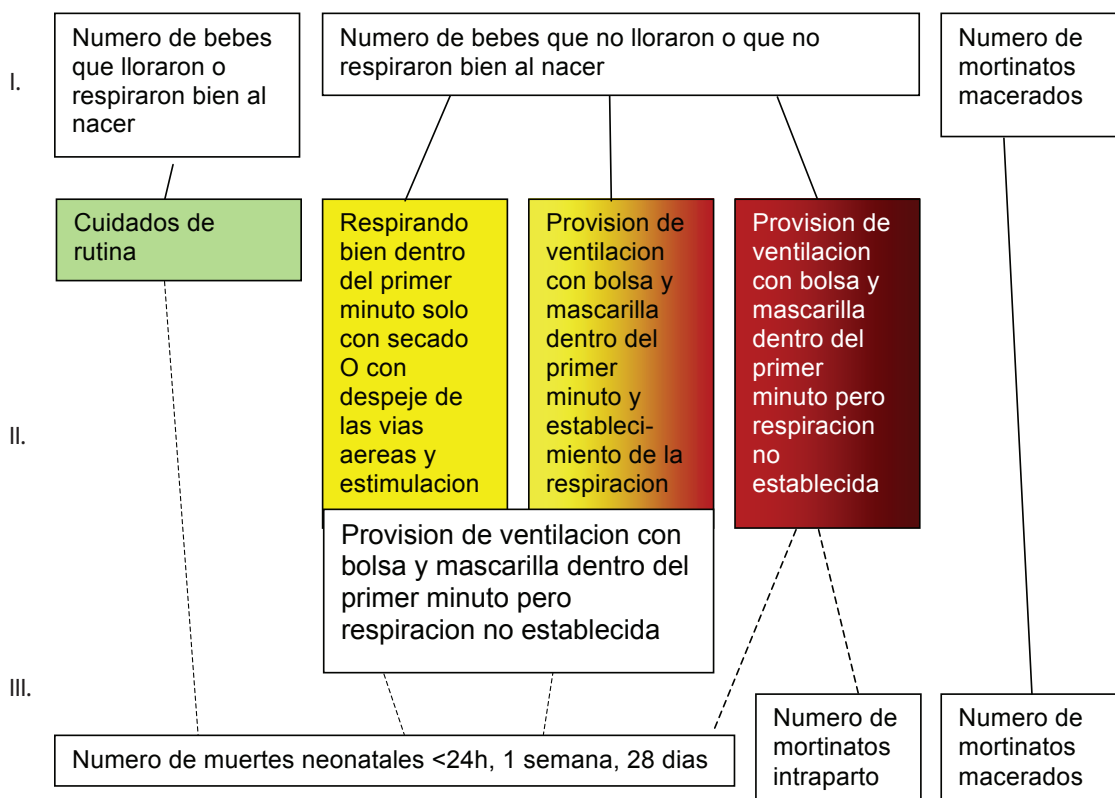 I.
Numero de bebes
que lloraron o
respiraron bien al
nacer
Numero de bebes que no lloraron o que no
respiraron bien al nacer
Numero de
mortinatos
macerados
II.
Cuidados de
rutina
Respirando
bien dentro
del primer
minuto solo
con secado
O con
despeje de
las vias
aereas y
estimulacion
Provision de
ventilacion
con bolsa y
mascarilla
dentro del
primer
minuto y
estableci-
miento de la
respiracion
Provision de
ventilacion
con bolsa y
mascarilla
dentro del
primer
minuto pero
respiracion
no
establecida
Provision de ventilacion con
bolsa y mascarilla dentro del
primer minuto pero
respiracion no establecida
III.
Numero de muertes neonatales <24h, 1 semana, 28 dias
Numero de
mortinatos
intraparto
Numero de
mortinatos
macerados